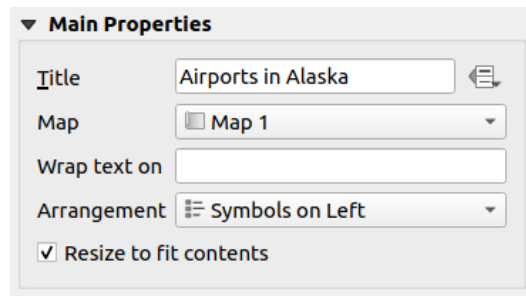 Main Properties
Title Airports in Alaska
Map Map 1
Wrap text on
Arrangement Symbols on Left
Resize to fit contents